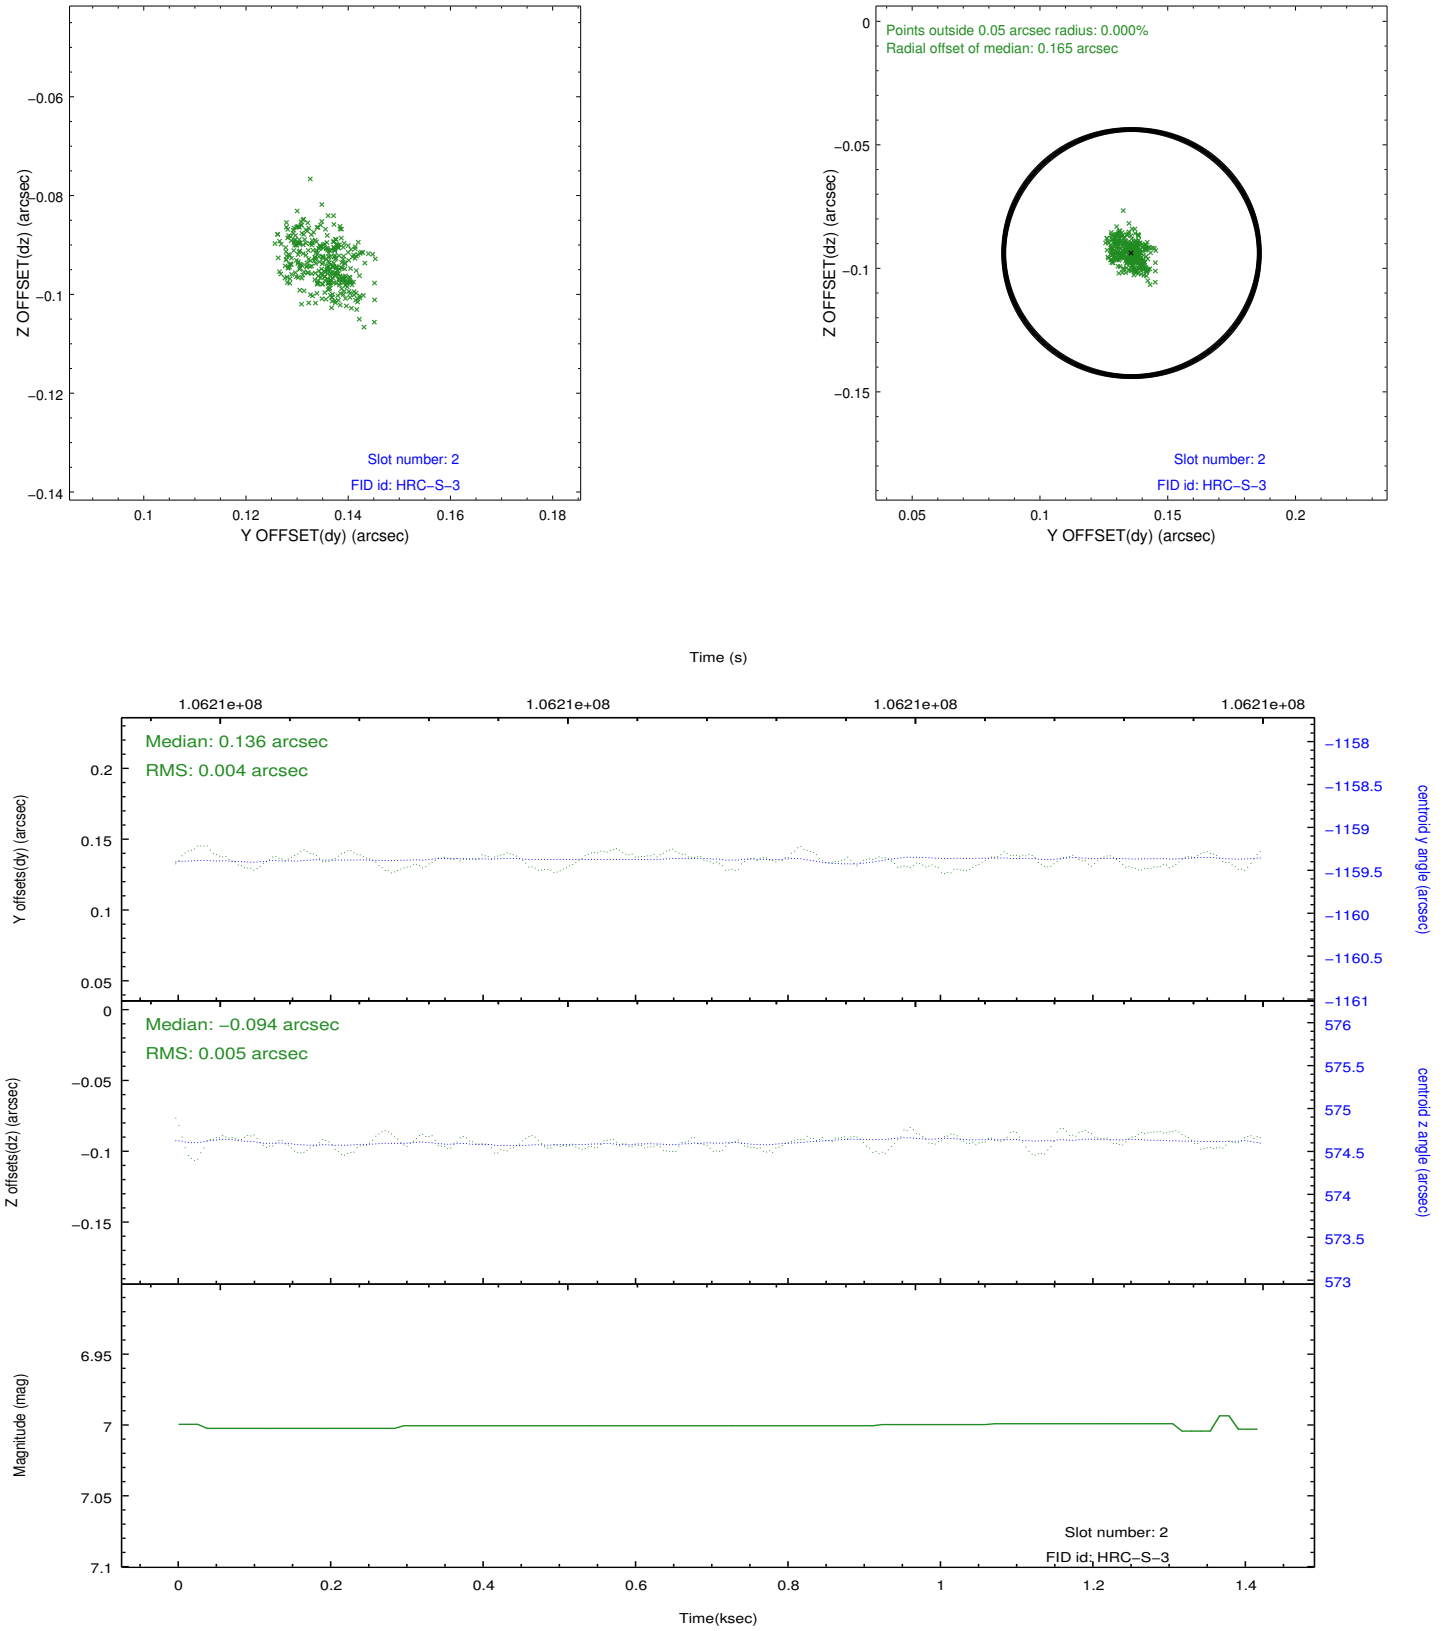 −0.06
−0.08
−0.1
−0.12
−0.14
Z OFFSET(dz) (arcsec)
Slot number: 2
FID id: HRC−S−3
0.1
0.12
0.14
0.16
0.18
Y OFFSET(dy) (arcsec)
Points outside 0.05 arcsec radius: 0.000%
Radial offset of median: 0.165 arcsec
0
−0.05
−0.1
−0.15
Z OFFSET(dz) (arcsec)
Slot number: 2
FID id: HRC−S−3
0.05
0.1
0.15
0.2
Y OFFSET(dy) (arcsec)
Time (s)
1.0621e+08
1.0621e+08
1.0621e+08
1.0621e+08
Median: 0.136 arcsec
RMS: 0.004 arcsec
0.2
0.15
0.1
0.05
Y offsets(dy) (arcsec)
−1158
−1158.5
−1159
−1159.5
−1160
−1160.5
−1161
centroid y angle (arcsec)
Median: −0.094 arcsec
RMS: 0.005 arcsec
0
−0.05
−0.1
−0.15
Z offsets(dz) (arcsec)
576
575.5
575
574.5
574
573.5
573
centroid z angle (arcsec)
6.95
7
7.05
7.1
Magnitude (mag)
Slot number: 2
FID id: HRC−S−3
0
0.2
0.4
0.6
0.8
1
1.2
1.4
Time(ksec)